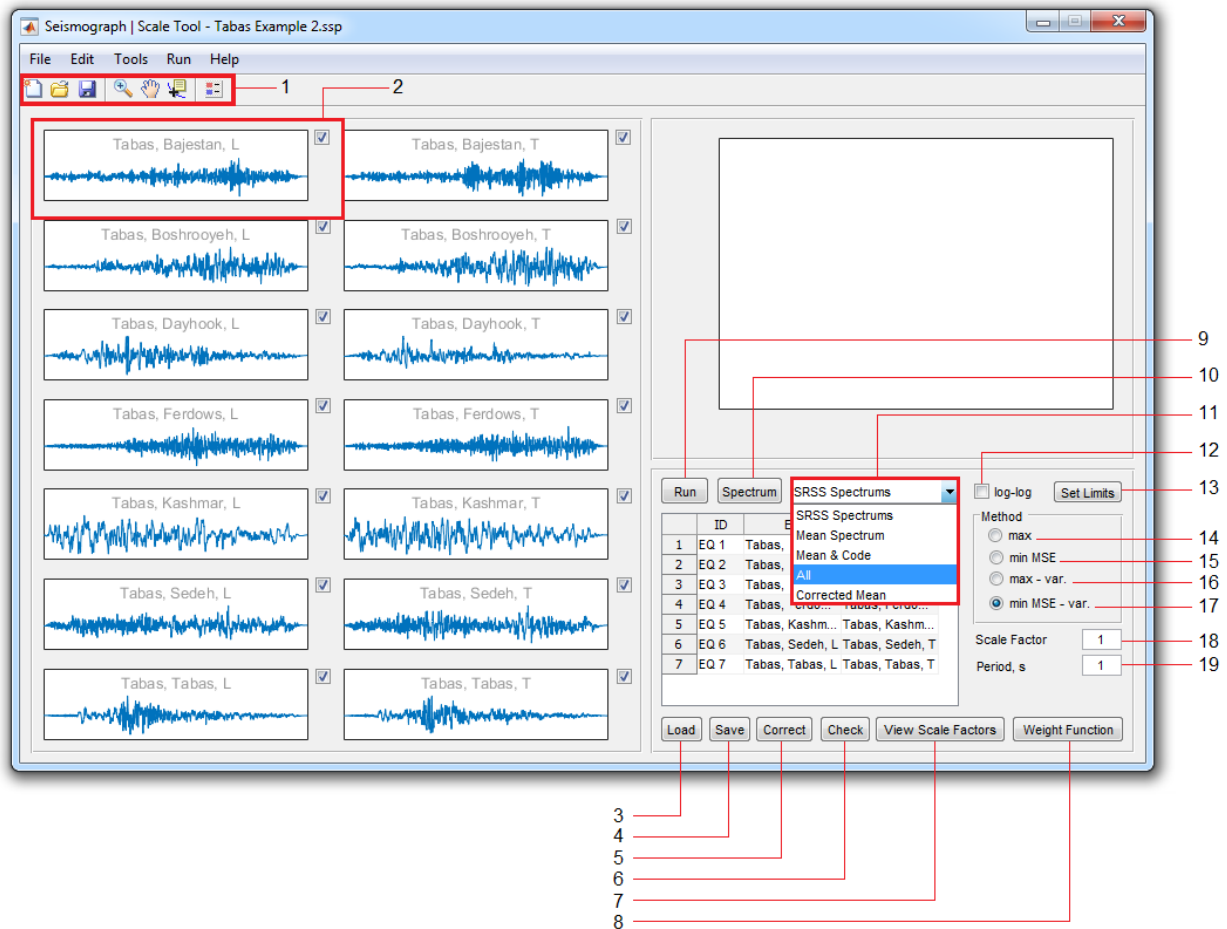 Seismograph | Scale Tool - Tabas Example 2.ssp
File Edit Tools Run Help
1
2
Tabas, Bajestan, L
Tabas, Bajestan, T
Tabas, Boshrooyeh, L
Tabas, Boshrooyeh, T
Tabas, Dayhook, L
Tabas, Dayhook, T
Tabas, Ferdows, L
Tabas, Ferdows, T
Tabas, Kashmar, L
Tabas, Kashmar, T
Tabas, Sedeh, L
Tabas, Sedeh, T
Tabas, Tabas, L
Tabas, Tabas, T
9
10
11
12
13
14
15
16
17
18
19
Run Spectrum SRSS Spectrums log-log Set Limits
SRSS Spectrums
Mean Spectrum
Mean & Code
All
Corrected Mean
ID E
1 EQ 1 Tabas,
2 EQ 2 Tabas,
3 EQ 3 Tabas,
4 EQ 4 Tabas,
5 EQ 5 Tabas, Kashm... Tabas, Kashm...
6 EQ 6 Tabas, Sedeh, L Tabas, Sedeh, T
7 EQ 7 Tabas, Tabas, L Tabas, Tabas, T
Method
max
min MSE
max - var.
min MSE - var.
Scale Factor 1
Period, s 1
Load Save Correct Check View Scale Factors Weight Function
3
4
5
6
7
8